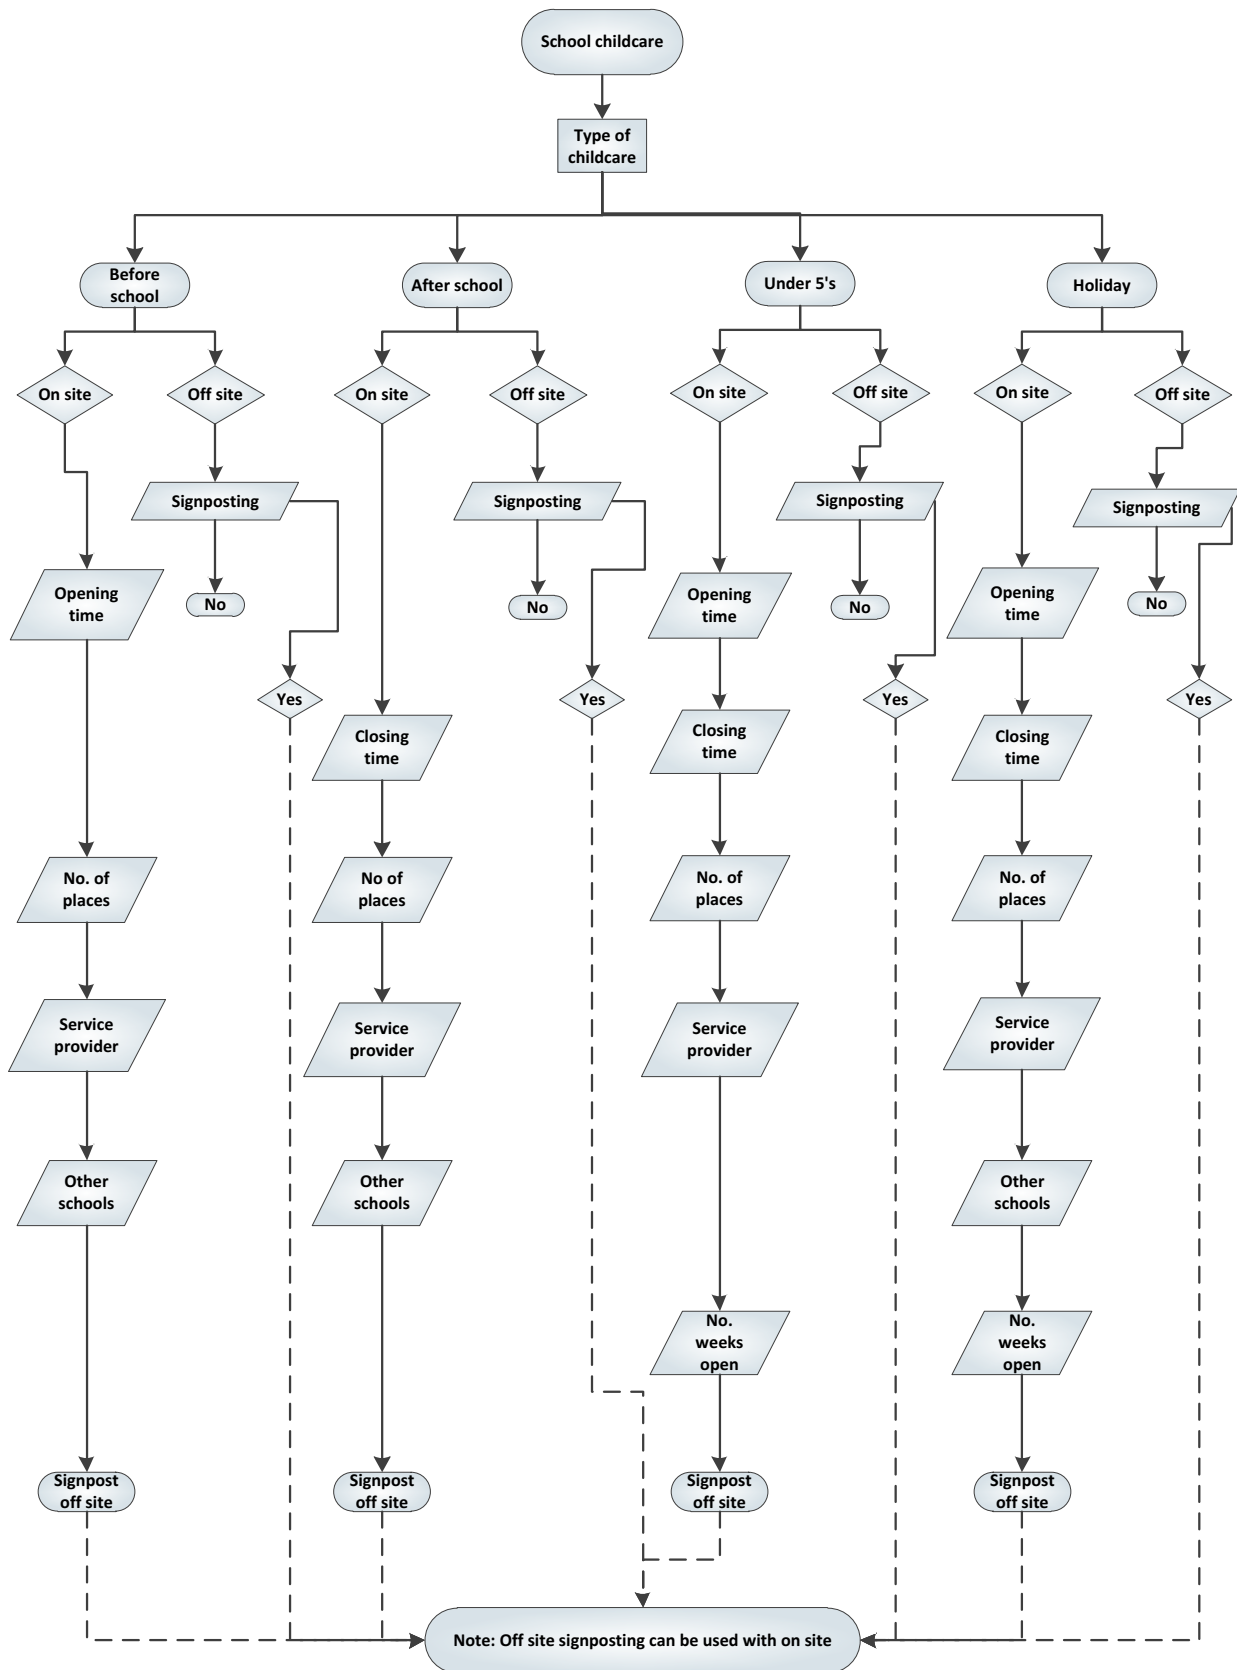 School childcare
Type of
childcare
Before
school
After school
Under 5's
Holiday
On site
Off site
On site
Off site
On site
Off site
On site
Off site
Signposting
Signposting
Signposting
Signposting
Opening
time
No
No
Opening
time
No
Opening
time
No
Yes
Yes
Yes
Yes
Closing
time
Closing
time
Closing
time
No. of
places
No of
places
No. of
places
No. of
places
Service
provider
Service
provider
Service
provider
Service
provider
Other
schools
Other
schools
Other
schools
No.
weeks
open
No.
weeks
open
Signpost
off site
Signpost
off site
Signpost
off site
Signpost
off site
Note: Off site signposting can be used with on site